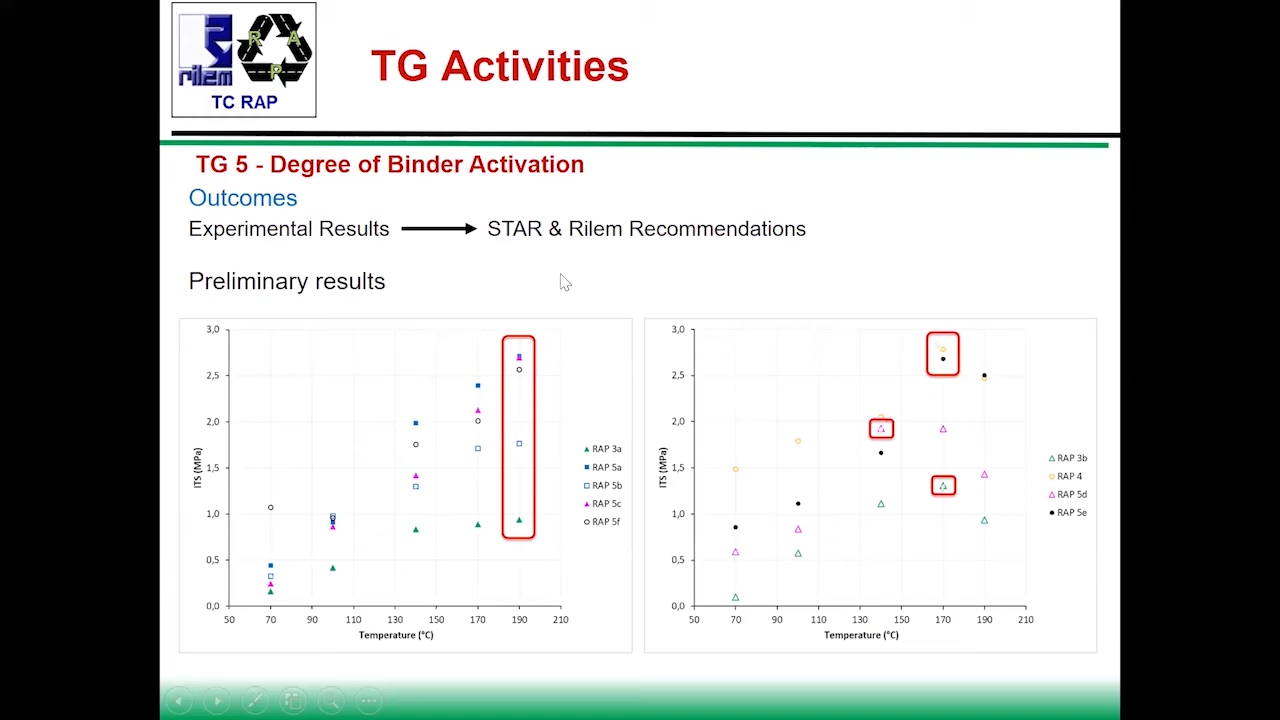 rilem
R A P
TC RAP
TG Activities
TG 5 - Degree of Binder Activation
Outcomes
Experimental Results STAR & Rilem Recommendations
Preliminary results
3,0
2,5
2,0
1,5
1,0
0,5
0,0
ITS (MPa)
50 70 90 110 130 150 170 190 210
Temperature (°C)
RAP 3a
RAP 5a
RAP 5b
RAP 5c
RAP 5f
3,0
2,5
2,0
1,5
1,0
0,5
0,0
ITS (MPa)
50 70 90 110 130 150 170 190 210
Temperature (°C)
RAP 3b
RAP 4
RAP 5d
RAP 5e